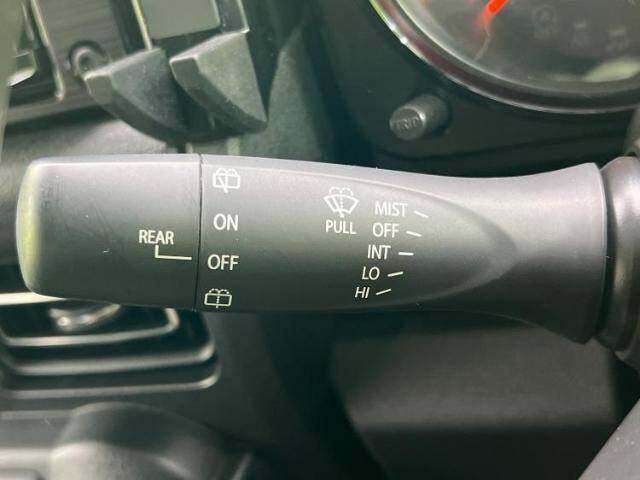 REAR
ON
OFF
PULL
MIST
OFF
INT
LO
HI